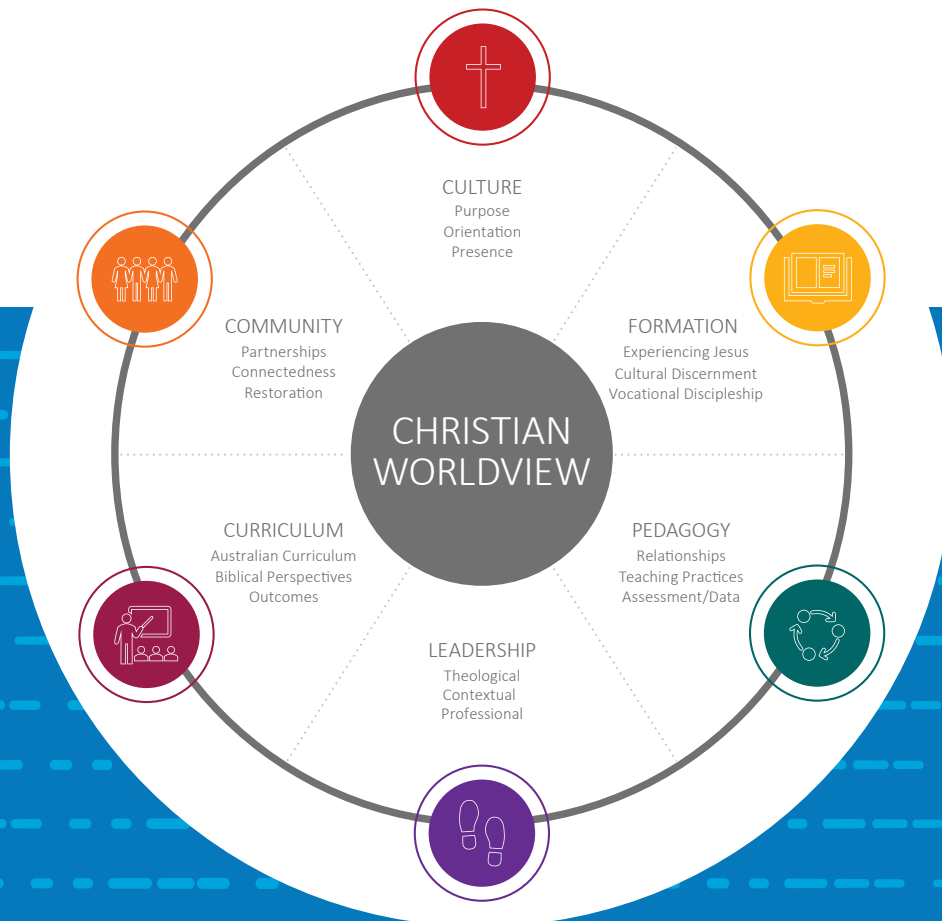 CULTURE
Purpose
Orientation
Presence
COMMUNITY
Partnerships
Connectedness
Restoration
FORMATION
Experiencing Jesus
Cultural Discernment
Vocational Discipleship
CHRISTIAN
WORLDVIEW
CURRICULUM
Australian Curriculum
Biblical Perspectives
Outcomes
PEDAGOGY
Relationships
Teaching Practices
Assessment/Data
LEADERSHIP
Theological
Contextual
Professional